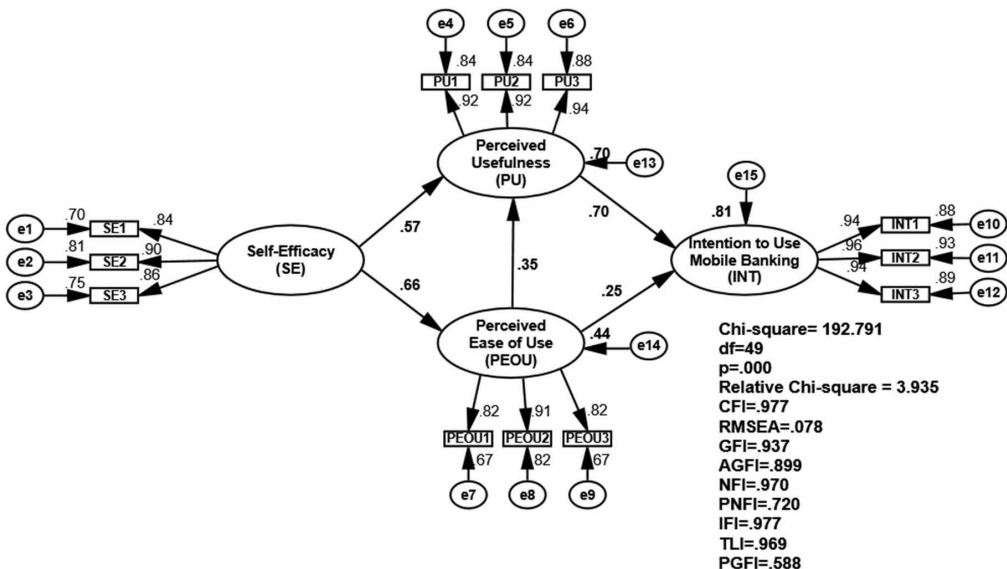 e4
e5
e6
.84
.84
.88
PU1
PU2
PU3
.92
.92
.94
Perceived
Usefulness
(PU)
.70
e13
e15
.57
.70
.81
e1
.70
SE1
.84
e2
.81
SE2
.90
e3
.75
SE3
.86
Self-Efficacy
(SE)
.35
Intention to Use
Mobile Banking
(INT)
.94
INT1
.88
e10
.96
INT2
.93
e11
.94
INT3
.89
e12
.66
.25
Perceived
Ease of Use
(PEOU)
.44
e14
.82
.91
.82
PEOU1
PEOU2
PEOU3
.67
.82
.67
e7
e8
e9
Chi-square= 192.791
df=49
p=.000
Relative Chi-square = 3.935
CFI=.977
RMSEA=.078
GFI=.937
AGFI=.899
NFI=.970
PNFI=.720
IFI=.977
TLI=.969
PGFI=.588